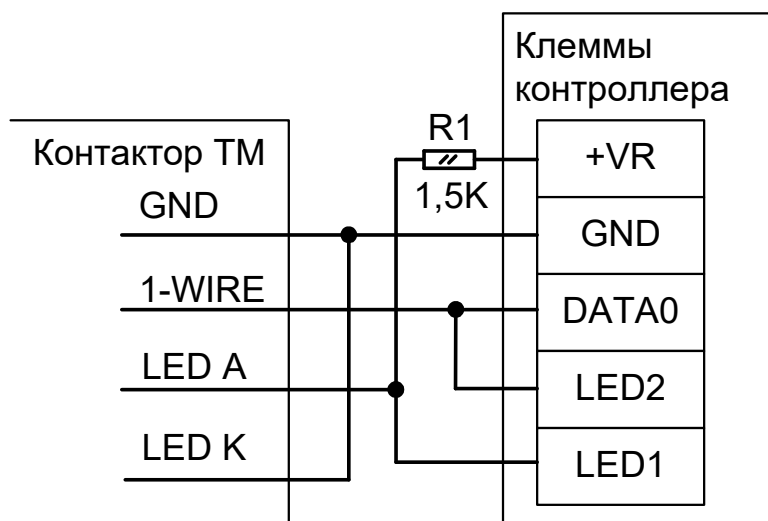 Клеммы
контроллера
R1
Контактор ТМ
+VR
1,5K
GND
GND
1-WIRE
DATA0
LED A
LED2
LED K
LED1